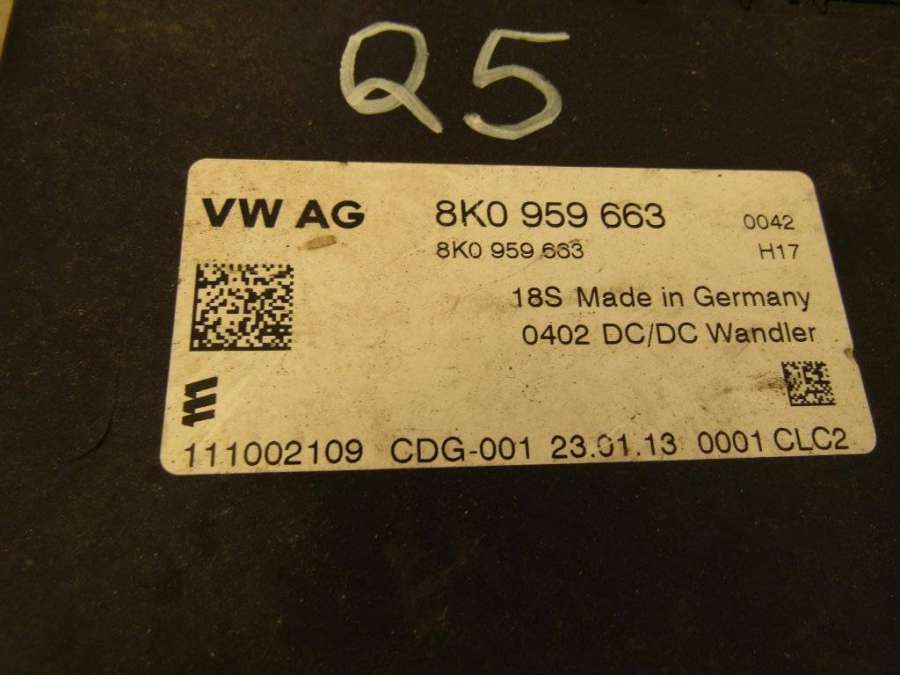 Q5
VW AG 8K0 959 663 0042
8K0 959 663 H17
18S Made in Germany
0402 DC/DC Wandler
111002109 CDG-001 23.01.13 0001 CLC2